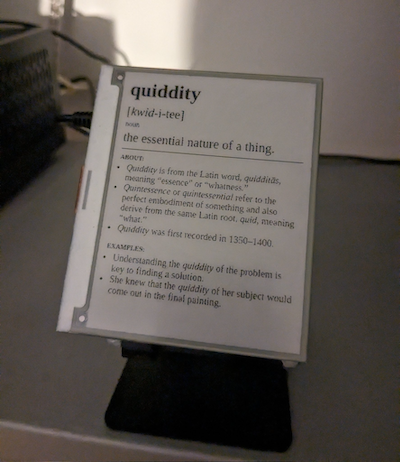 quiddity
[kwid-i-tee]
noun
the essential nature of a thing.
ABOUT:
• Quiddity is from the Latin word, quidditās,
meaning "essence" or "whatness."
• Quintessence or quintessential refer to the
perfect embodiment of something and also
derive from the same Latin root, quid, meaning
"what."
• Quiddity was first recorded in 1350–1400.
EXAMPLES:
• Understanding the quiddity of the problem is
key to finding a solution.
• She knew that the quiddity of her subject would
come out in the final painting.